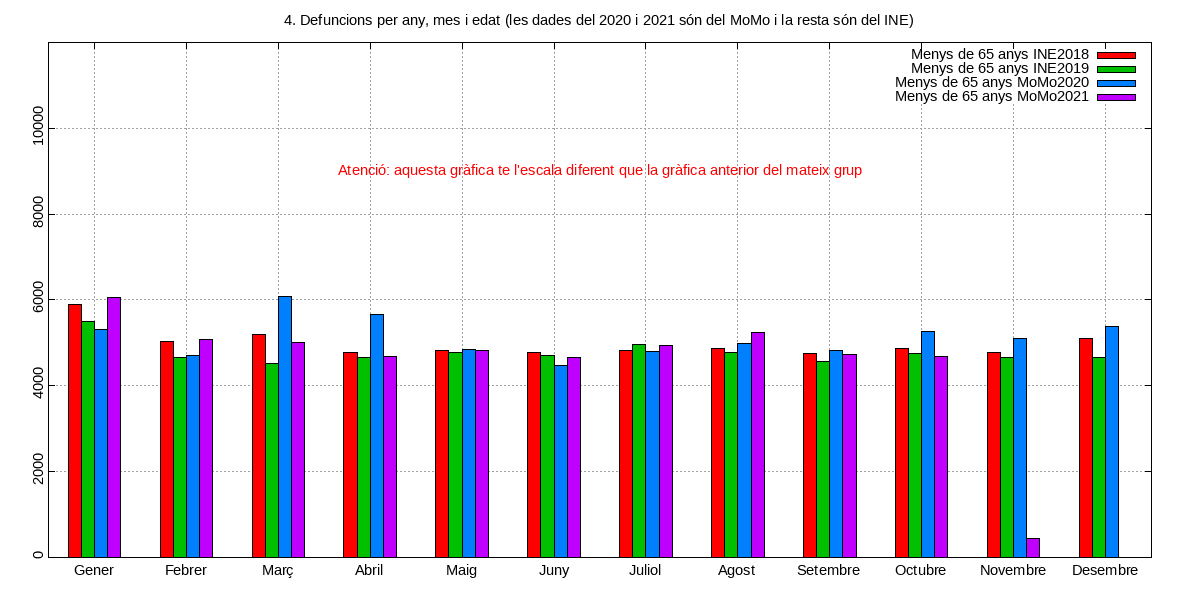 4. Defuncions per any, mes i edat (les dades del 2020 i 2021 són del MoMo i la resta són del INE)
Menys de 65 anys INE2018
Menys de 65 anys INE2019
Menys de 65 anys MoMo2020
Menys de 65 anys MoMo2021
Atenció: aquesta gràfica te l'escala diferent que la gràfica anterior del mateix grup
10000
8000
6000
4000
2000
0
Gener Febrer Març Abril Maig Juny Juliol Agost Setembre Octubre Novembre Desembre